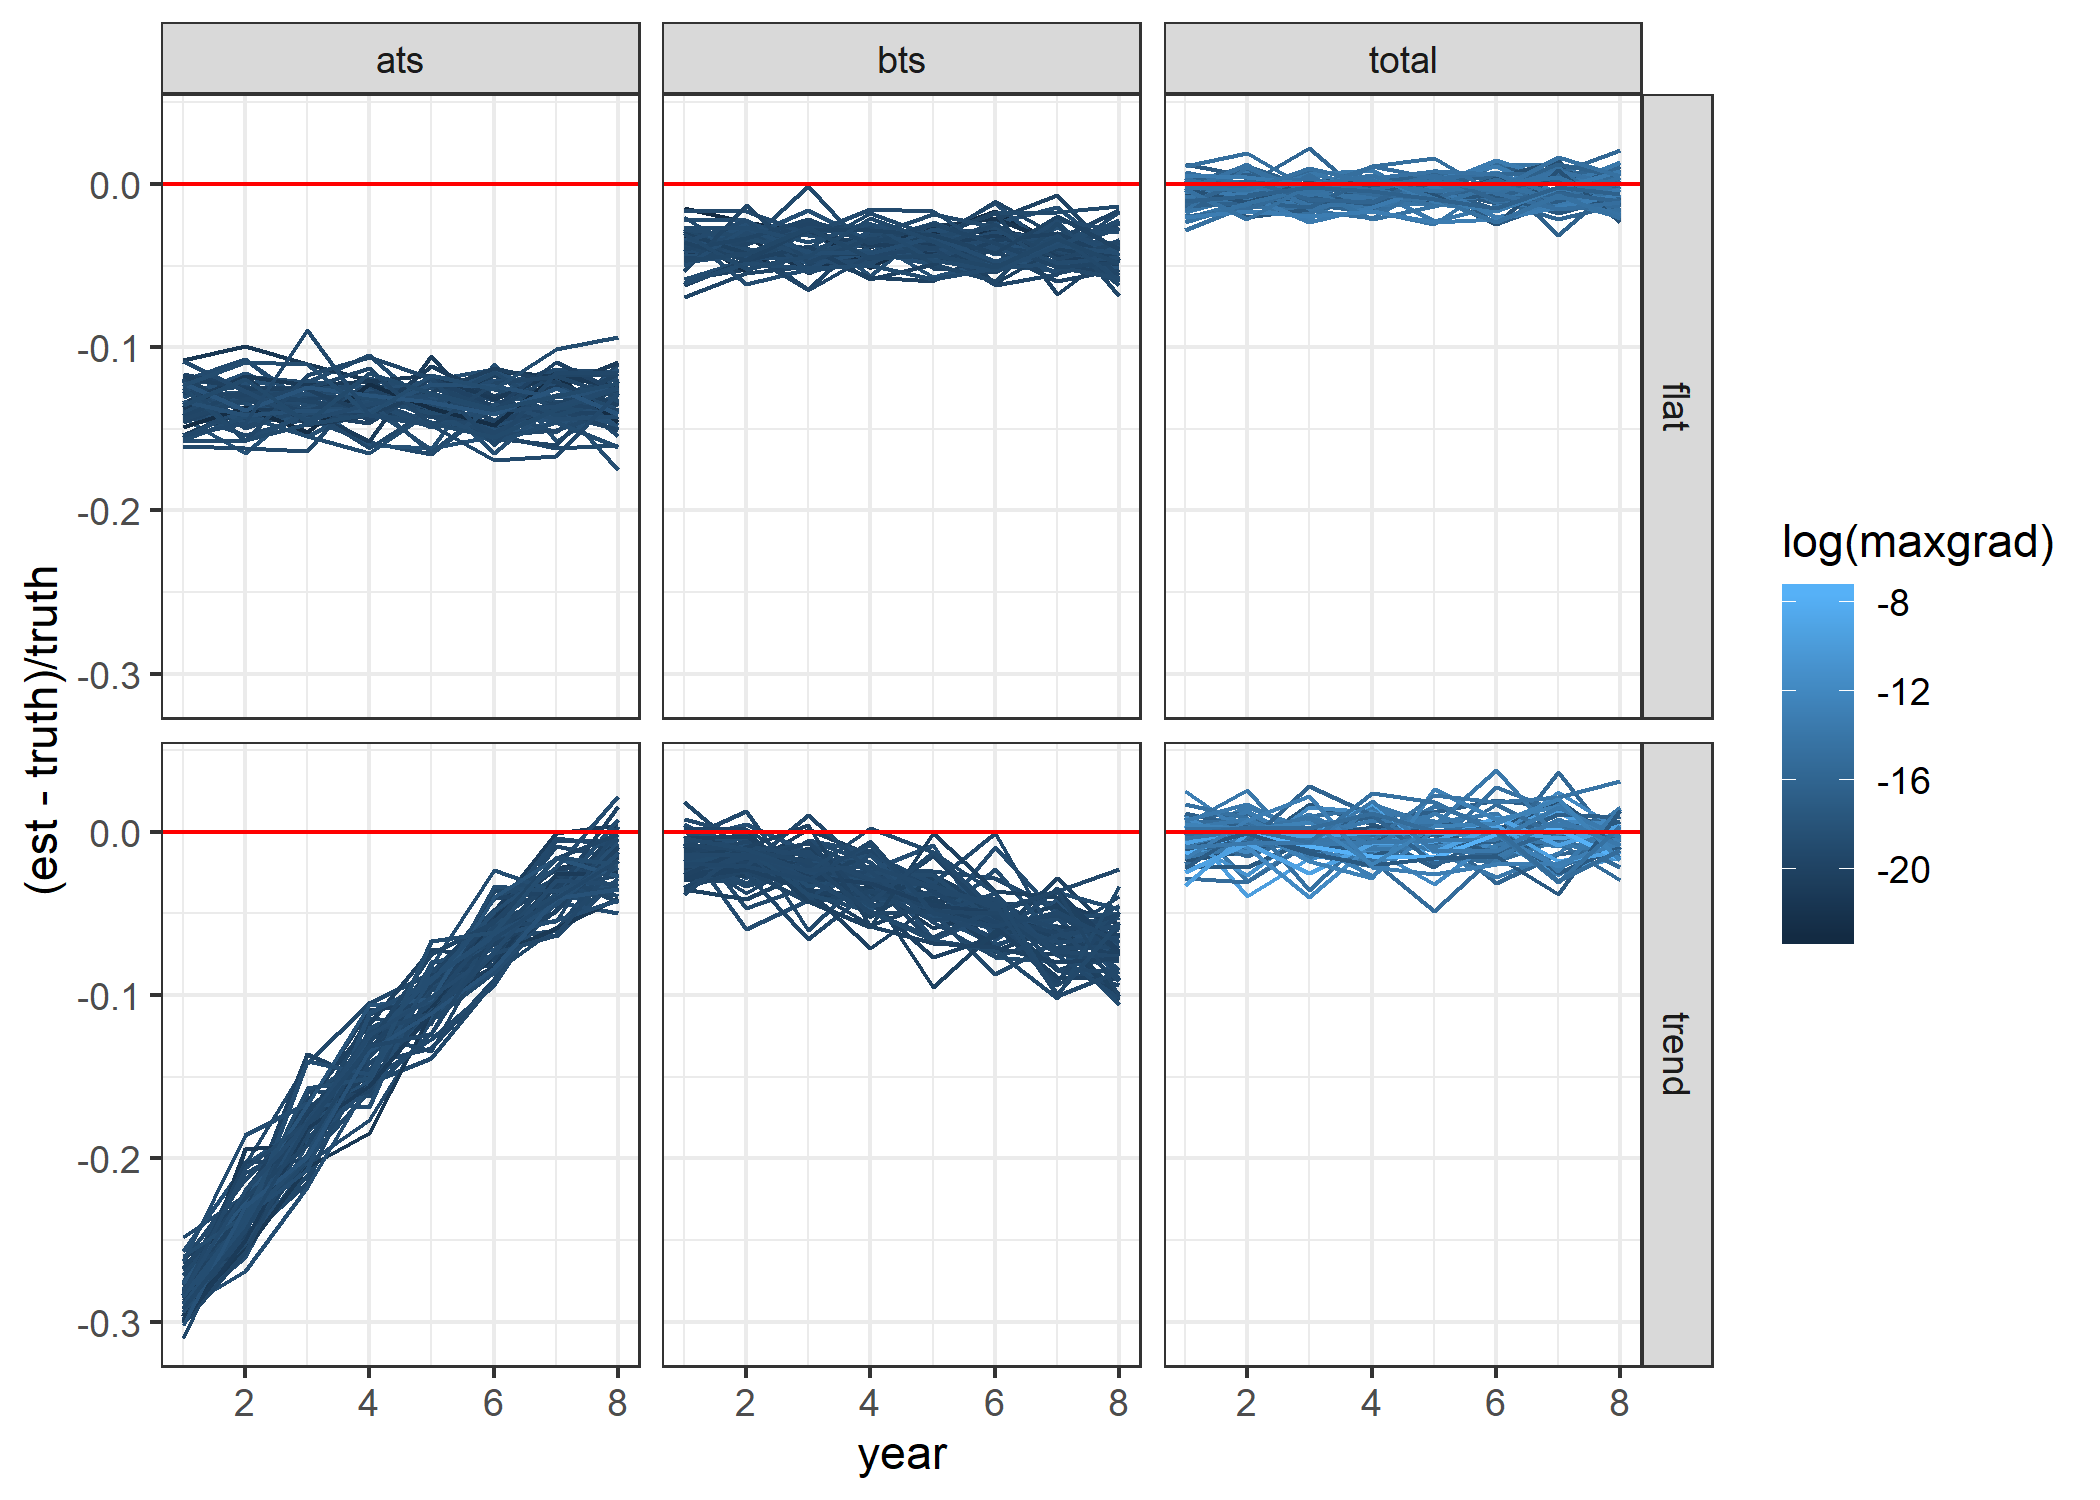 ats bts total
0.0
-0.1
-0.2
-0.3
flat
0.0
-0.1
-0.2
-0.3
trend
2 4 6 8 2 4 6 8 2 4 6 8
year
(est - truth)/truth
log(maxgrad)
-8
-12
-16
-20